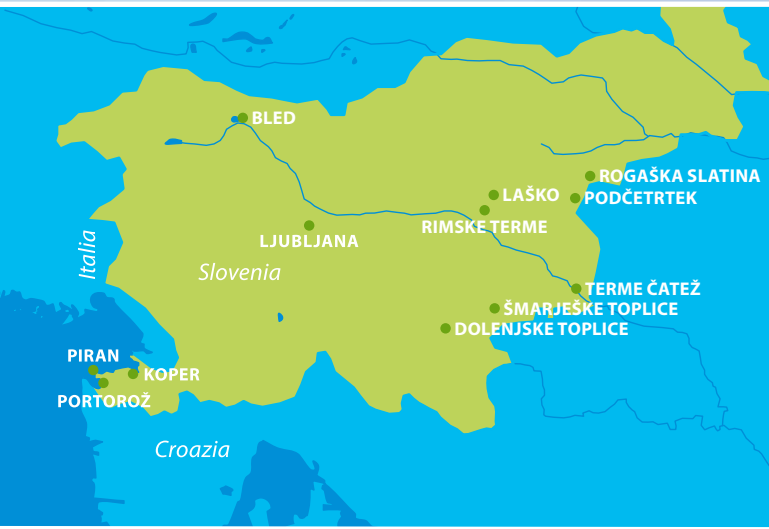 BLED
ROGAŠKA SLATINA
LAŠKO
PODČETRTEK
RIMSKE TERME
LJUBLJANA
Italia
Slovenia
TERME ČATEŽ
ŠMARJEŠKE TOPLICE
DOLENJSKE TOPLICE
PIRAN
KOPER
PORTOROŽ
Croazia